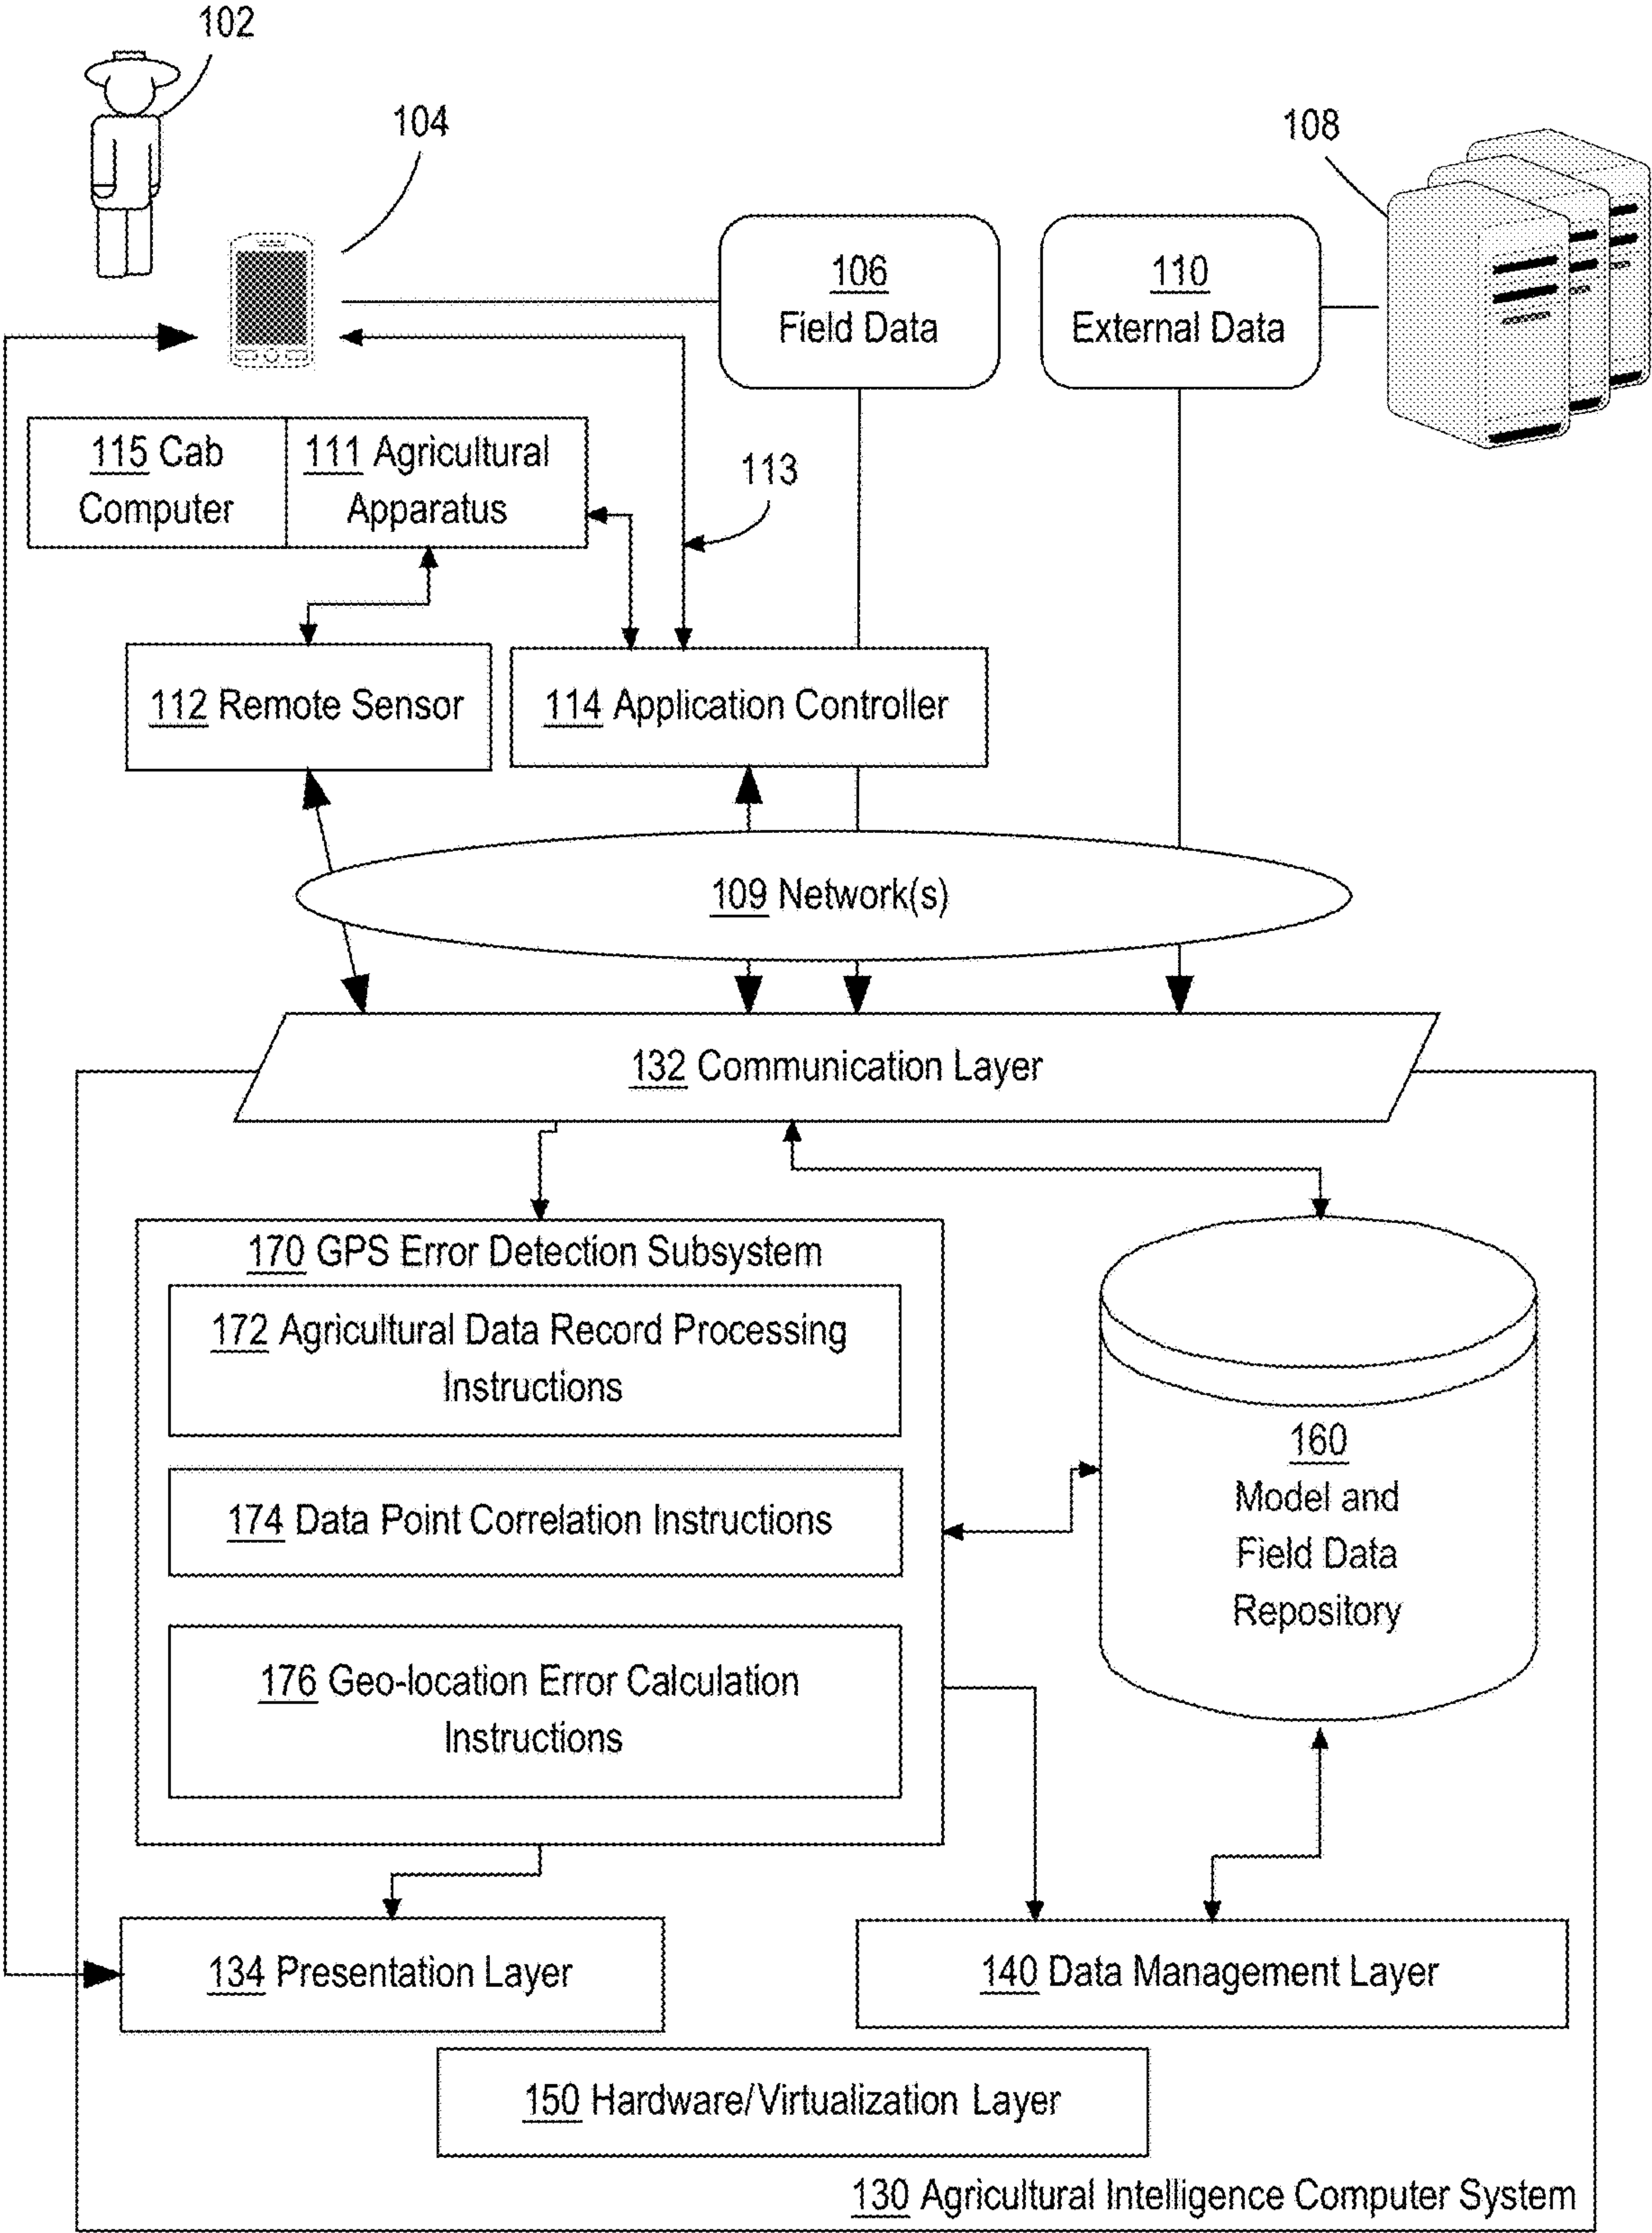 102
104
108
106
Field Data
110
External Data
115 Cab
Computer
111 Agricultural
Apparatus
113
112 Remote Sensor
114 Application Controller
109 Network(s)
132 Communication Layer
170 GPS Error Detection Subsystem
172 Agricultural Data Record Processing
Instructions
174 Data Point Correlation Instructions
176 Geo-location Error Calculation
Instructions
160
Model and
Field Data
Repository
134 Presentation Layer
140 Data Management Layer
150 Hardware/Virtualization Layer
130 Agricultural Intelligence Computer System